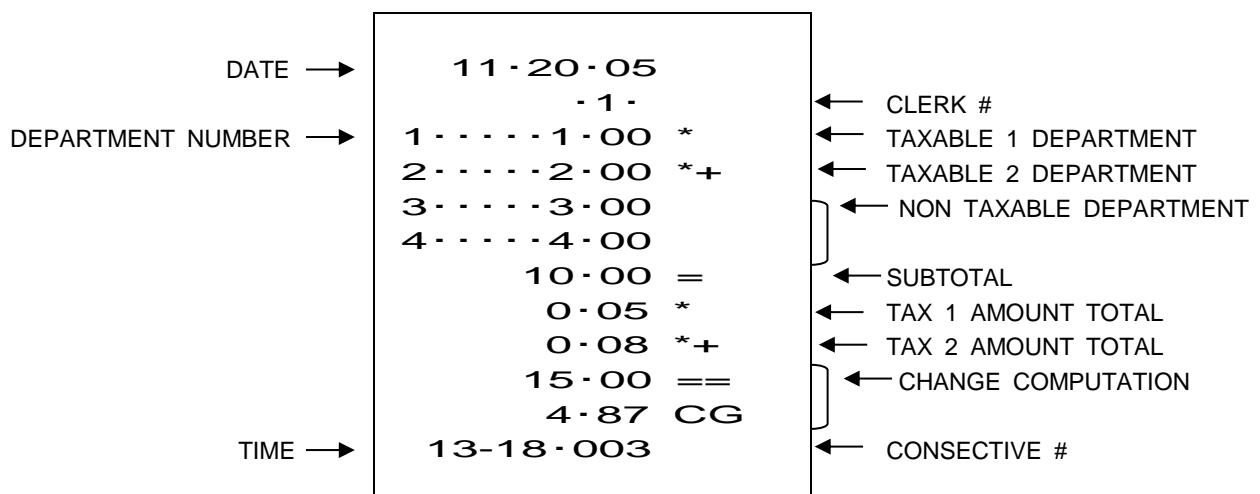 DATE 11·20·05
·1· CLERK #
DEPARTMENT NUMBER 1·····1·00 * TAXABLE 1 DEPARTMENT
2·····2·00 *+ TAXABLE 2 DEPARTMENT
3·····3·00 NON TAXABLE DEPARTMENT
4·····4·00
10·00 = SUBTOTAL
0·05 * TAX 1 AMOUNT TOTAL
0·08 *+ TAX 2 AMOUNT TOTAL
15·00 == CHANGE COMPUTATION
4·87 CG
TIME 13-18·003 CONSECTIVE #